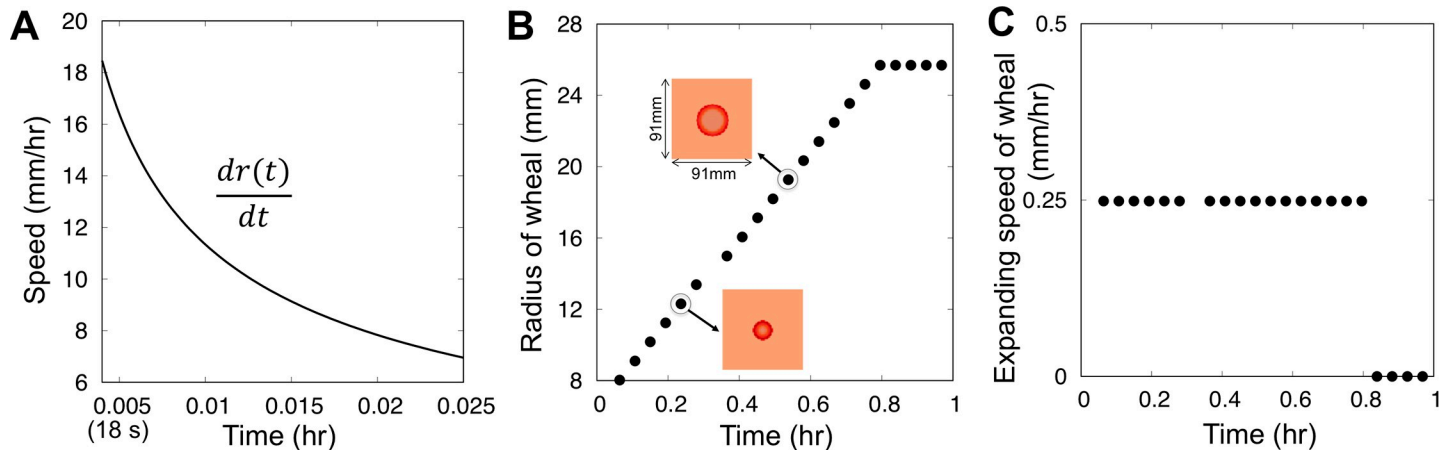 A
20
18
16
14
12
10
8
6
Speed (mm/hr)
dr(t)
dt
0.005
0.01
0.015
0.02
0.025
(18 s)
Time (hr)
B
28
24
20
16
12
8
Radius of wheal (mm)
91mm
91mm
0
0.2
0.4
0.6
0.8
1
Time (hr)
C
0.5
0.25
0
Expanding speed of wheal
(mm/hr)
0
0.2
0.4
0.6
0.8
1
Time (hr)